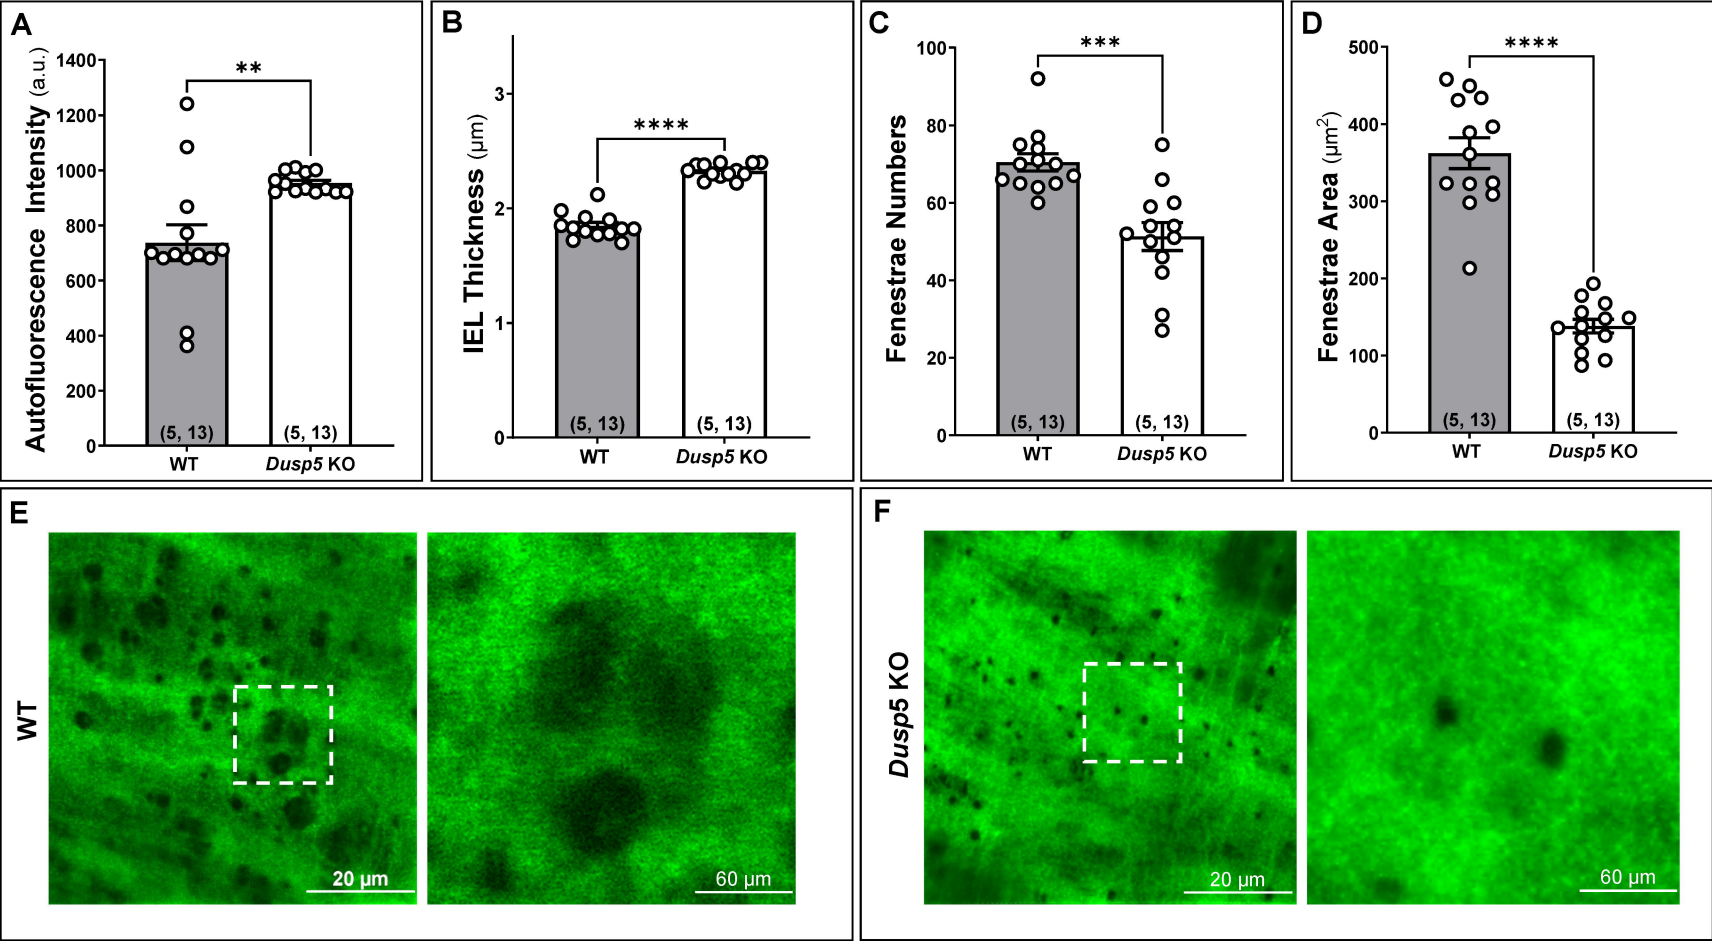 A
Autofluorescence Intensity (a.u.)
1400
1200
1000
800
600
400
200
0
**
(5, 13)
(5, 13)
WT
Dusp5 KO
B
IEL Thickness (µm)
3
2
1
0
****
(5, 13)
(5, 13)
WT
Dusp5 KO
C
Fenestrae Numbers
100
80
60
40
20
0
***
(5, 13)
(5, 13)
WT
Dusp5 KO
D
Fenestrae Area (µm²)
500
400
300
200
100
0
****
(5, 13)
(5, 13)
WT
Dusp5 KO
E
WT
20 µm
60 µm
F
Dusp5 KO
20 µm
60 µm